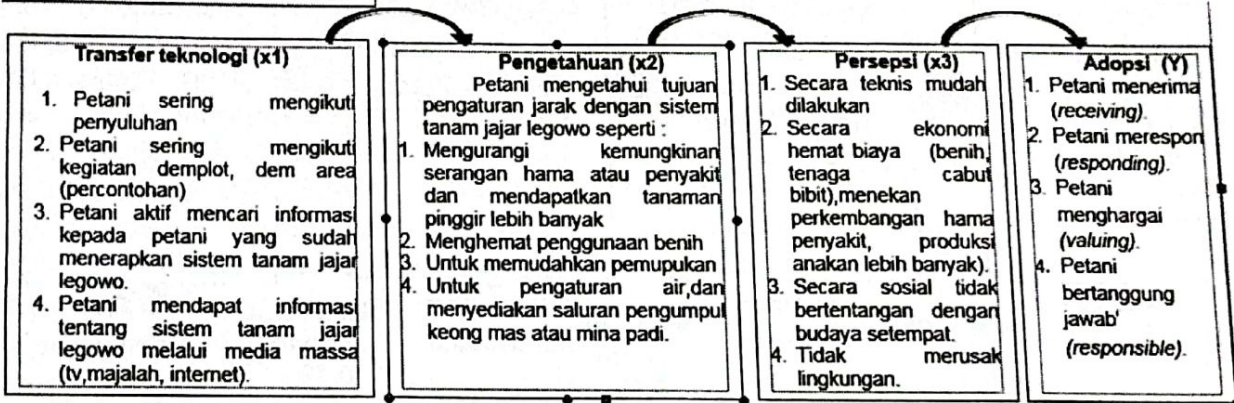 Transfer teknologi (x1)
1. Petani sering mengikuti
penyuluhan
2. Petani sering mengikuti
kegiatan demplot, dem area
(percontohan)
3. Petani aktif mencari informasi
kepada petani yang sudah
menerapkan sistem tanam jajar
legowo.
4. Petani mendapat informasi
tentang sistem tanam jajar
legowo melalui media massa
(tv,majalah, internet).
Pengetahuan (x2)
Petani mengetahui tujuan
pengaturan jarak dengan sistem
tanam jajar legowo seperti :
1. Mengurangi kemungkinan
serangan hama atau penyakit
dan mendapatkan tanaman
pinggir lebih banyak
2. Menghemat penggunaan benih
3. Untuk memudahkan pemupukan
4. Untuk pengaturan air,dan
menyediakan saluran pengumpul
keong mas atau mina padi.
Persepsi (x3)
1. Secara teknis mudah
dilakukan
2. Secara ekonomi
hemat biaya (benih,
tenaga cabut
bibit),menekan
perkembangan hama
penyakit, produksi
anakan lebih banyak).
3. Secara sosial tidak
bertentangan dengan
budaya setempat.
4. Tidak merusak
lingkungan.
Adopsi (Y)
1. Petani menerima
(receiving).
2. Petani merespon
(responding).
3. Petani
menghargai
(valuing).
4. Petani
bertanggung
jawab'
(responsible).